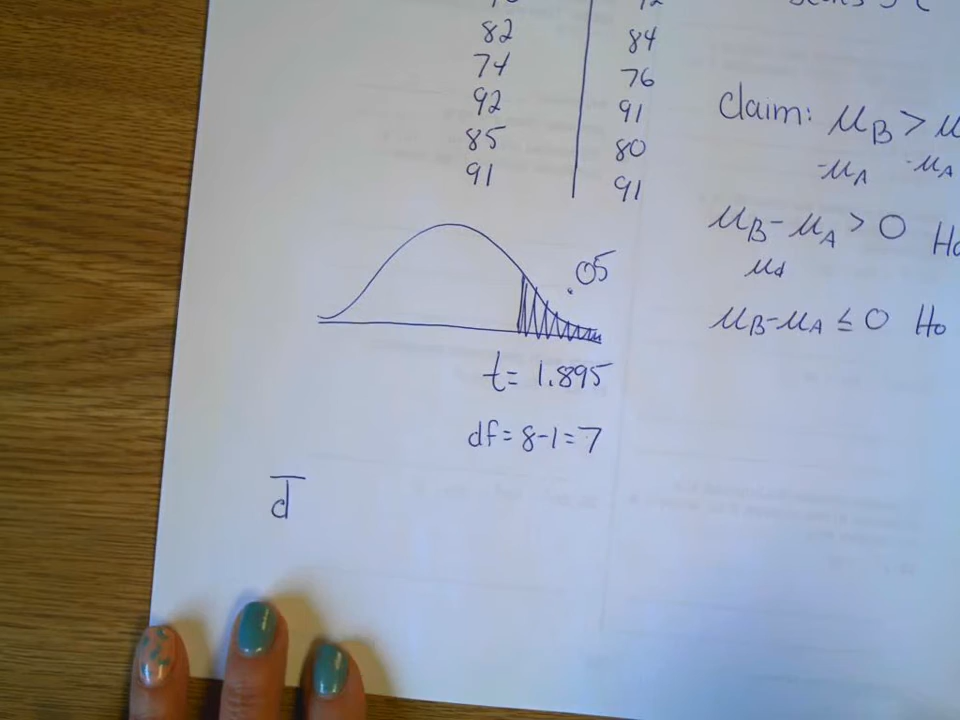 82 84
74 76
92 91
85 80
91 91
Claim: μB > μ
-μA -μA
μB - μA > 0
μd
μB - μA ≤ 0 Ho
.05
t = 1.895
df = 8 - 1 = 7
d̅